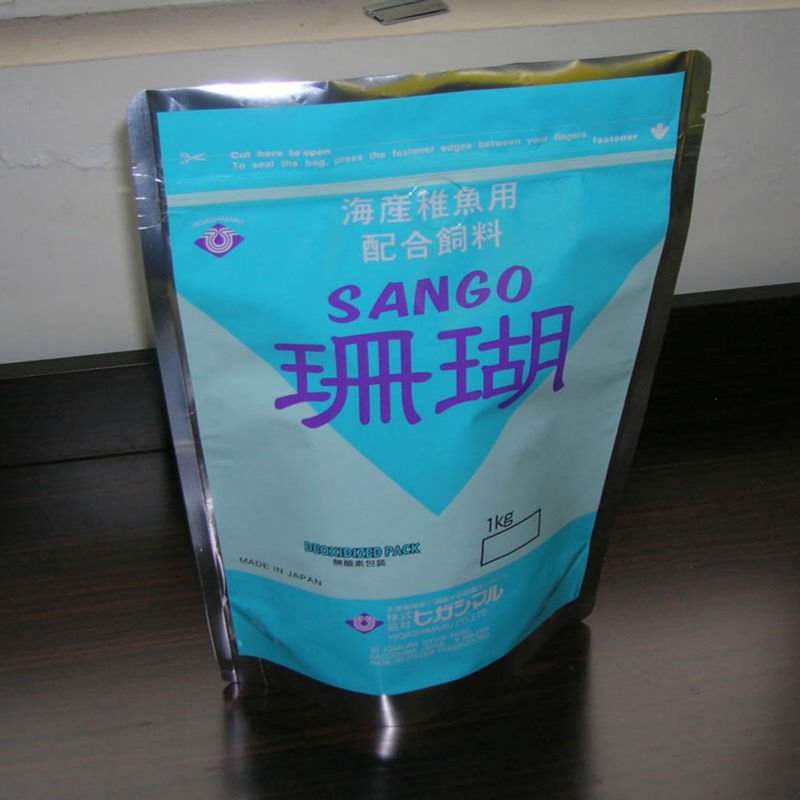 Cut here to open
To seal the bag, press the fastener edges between your fingers.
fastener
海産稚魚用
配合飼料
HIGASHIMARU
SANGO
珊瑚
1kg
DEOXIDIZED PACK
無酸素包装
MADE IN JAPAN
株式会社 ヒガシマル
HIGASHIMARU CO.,LTD.